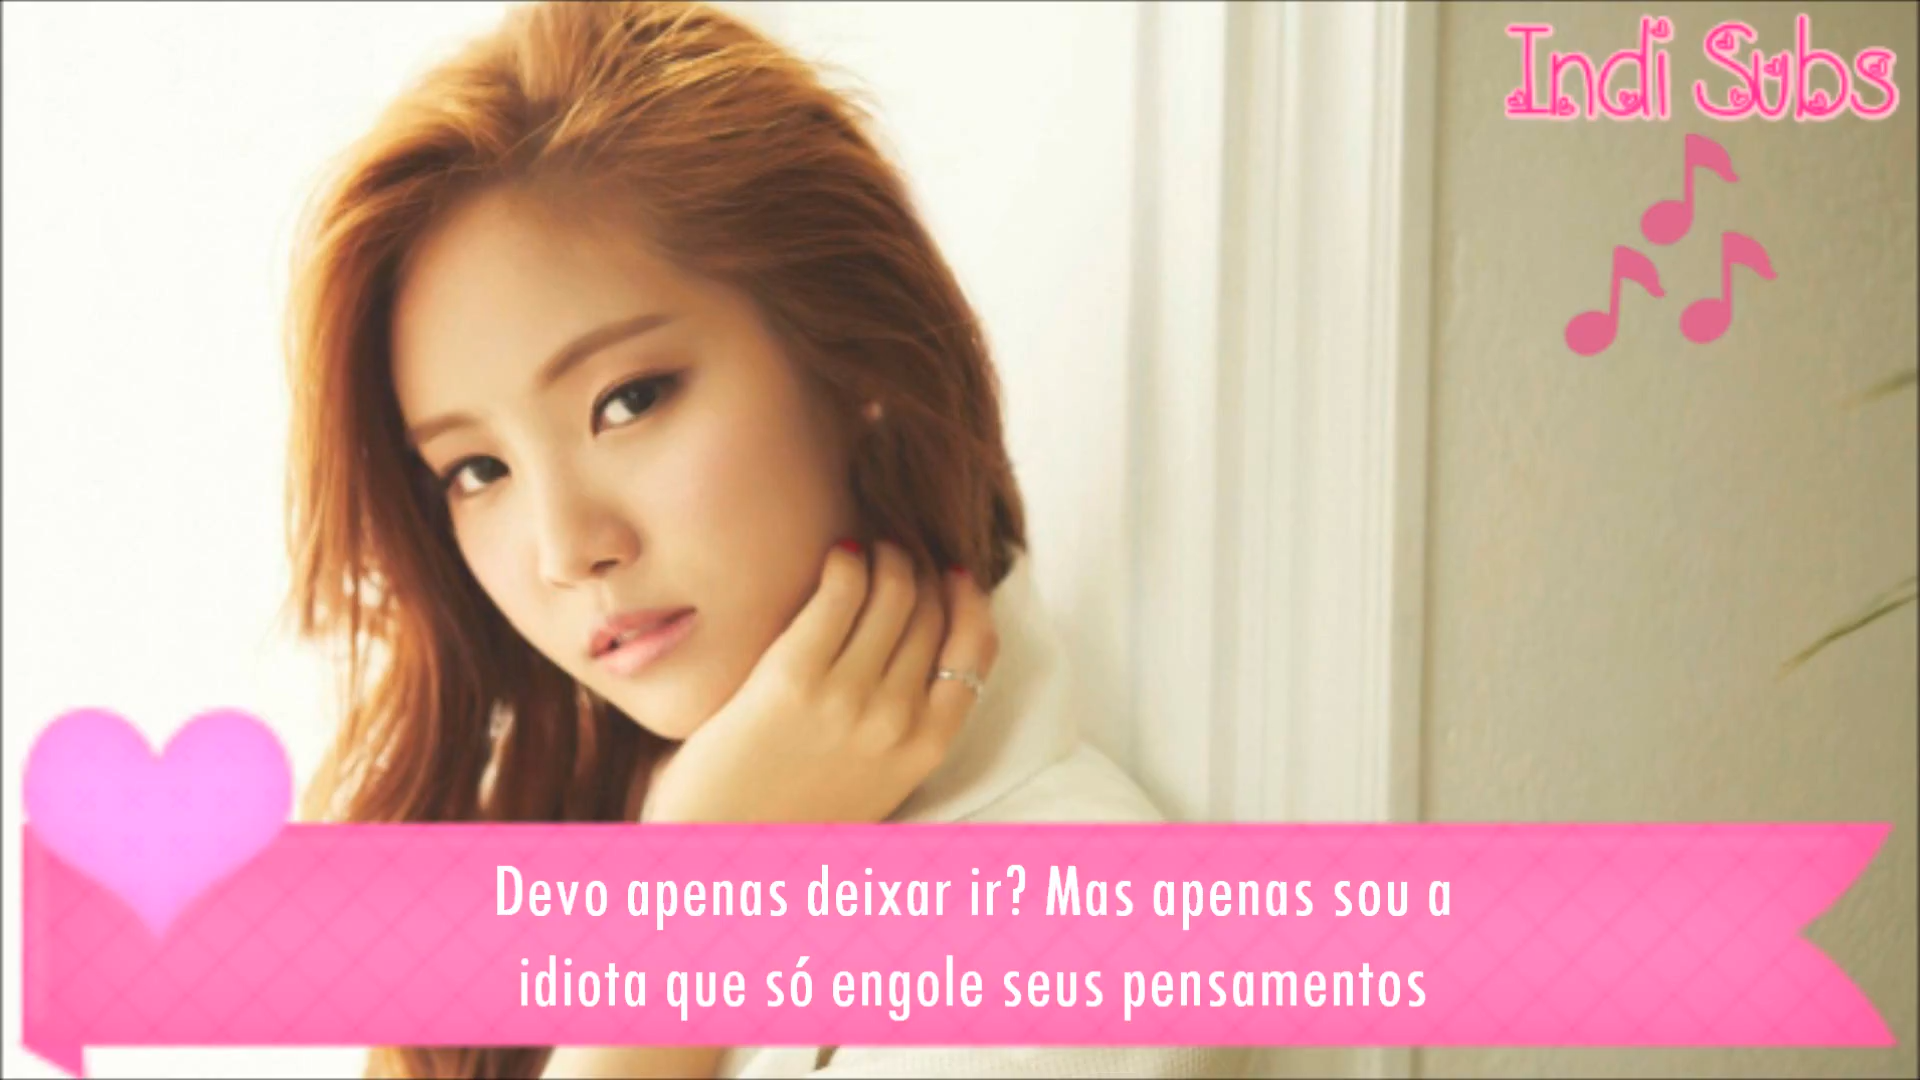 Indi Subs
Devo apenas deixar ir? Mas apenas sou a
idiota que só engole seus pensamentos